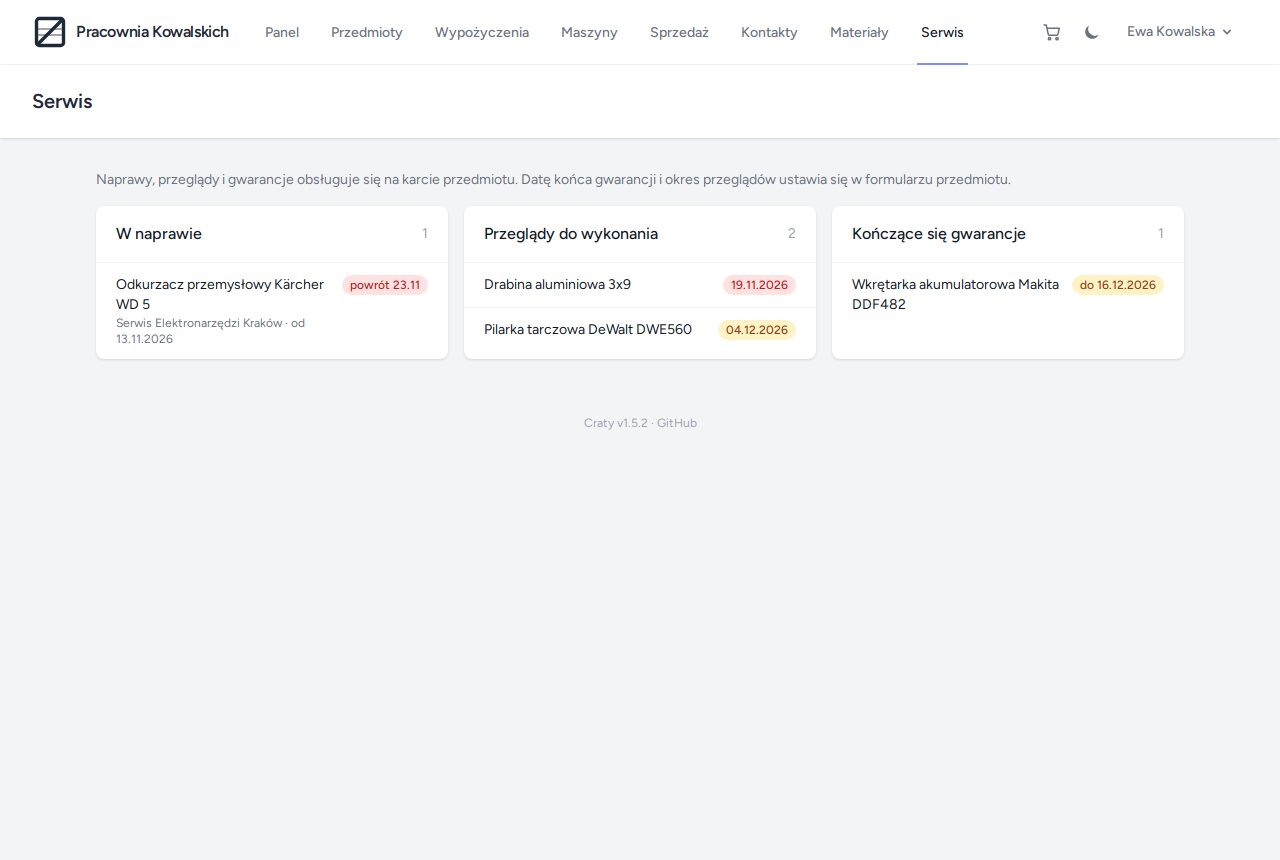 Pracownia Kowalskich
Panel
Przedmioty
Wypożyczenia
Maszyny
Sprzedaż
Kontakty
Materiały
Serwis
Ewa Kowalska
Serwis
Naprawy, przeglądy i gwarancje obsługuje się na karcie przedmiotu. Datę końca gwarancji i okres przeglądów ustawia się w formularzu przedmiotu.
W naprawie 1
Odkurzacz przemysłowy Kärcher
WD 5
powrót 23.11
Serwis Elektronarzędzi Kraków · od
13.11.2026
Przeglądy do wykonania 2
Drabina aluminiowa 3x9 19.11.2026
Pilarka tarczowa DeWalt DWE560 04.12.2026
Kończące się gwarancje 1
Wkrętarka akumulatorowa Makita
DDF482
do 16.12.2026
Craty v1.5.2 · GitHub